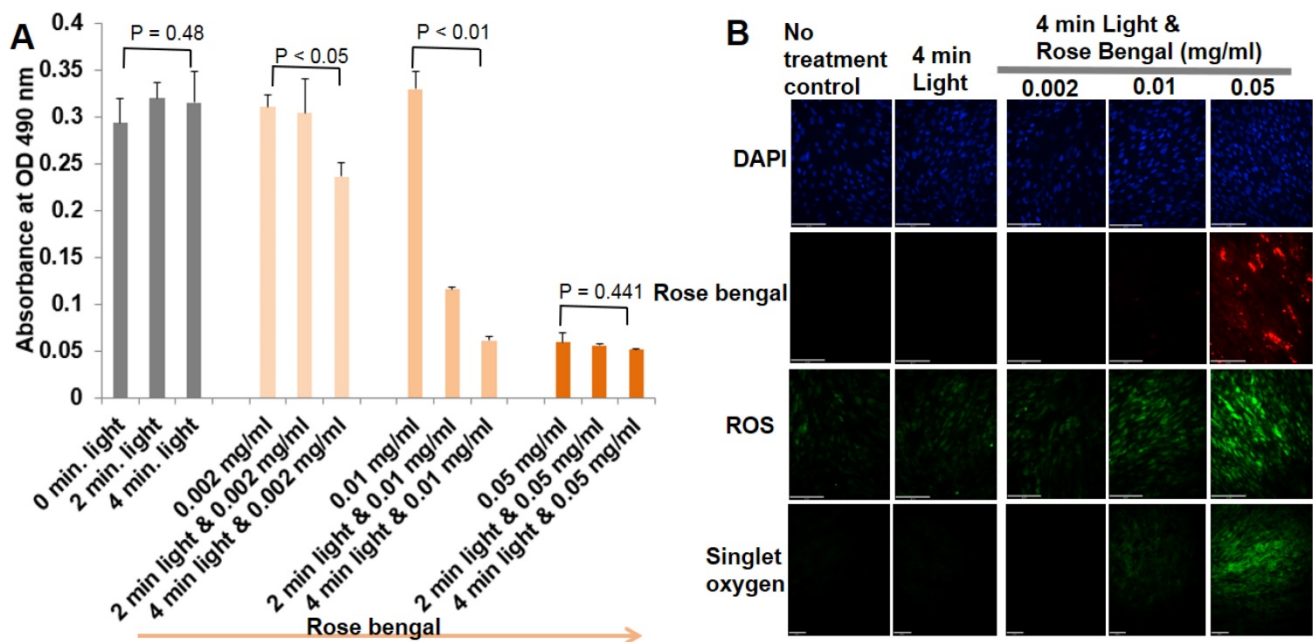 A
Absorbance at OD 490 nm
0.4
0.35
0.3
0.25
0.2
0.15
0.1
0.05
0
P = 0.48
P < 0.05
P < 0.01
P = 0.441
0 min. light
2 min. light
4 min. light
0.002 mg/ml
2 min light & 0.002 mg/ml
4 min light & 0.002 mg/ml
0.01 mg/ml
2 min light & 0.01 mg/ml
4 min light & 0.01 mg/ml
0.05 mg/ml
2 min light & 0.05 mg/ml
4 min light & 0.05 mg/ml
Rose bengal
B
No
treatment
control
4 min
Light
4 min Light &
Rose Bengal (mg/ml)
0.002
0.01
0.05
DAPI
Rose bengal
ROS
Singlet
oxygen